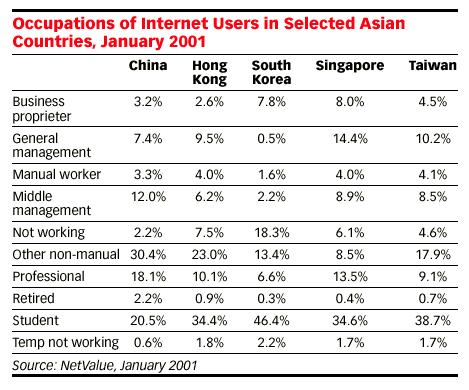 Occupations of Internet Users in Selected Asian
Countries, January 2001
China Hong Kong South Korea Singapore Taiwan
Business proprieter 3.2% 2.6% 7.8% 8.0% 4.5%
General management 7.4% 9.5% 0.5% 14.4% 10.2%
Manual worker 3.3% 4.0% 1.6% 4.0% 4.1%
Middle management 12.0% 6.2% 2.2% 8.9% 8.5%
Not working 2.2% 7.5% 18.3% 6.1% 4.6%
Other non-manual 30.4% 23.0% 13.4% 8.5% 17.9%
Professional 18.1% 10.1% 6.6% 13.5% 9.1%
Retired 2.2% 0.9% 0.3% 0.4% 0.7%
Student 20.5% 34.4% 46.4% 34.6% 38.7%
Temp not working 0.6% 1.8% 2.2% 1.7% 1.7%
Source: NetValue, January 2001